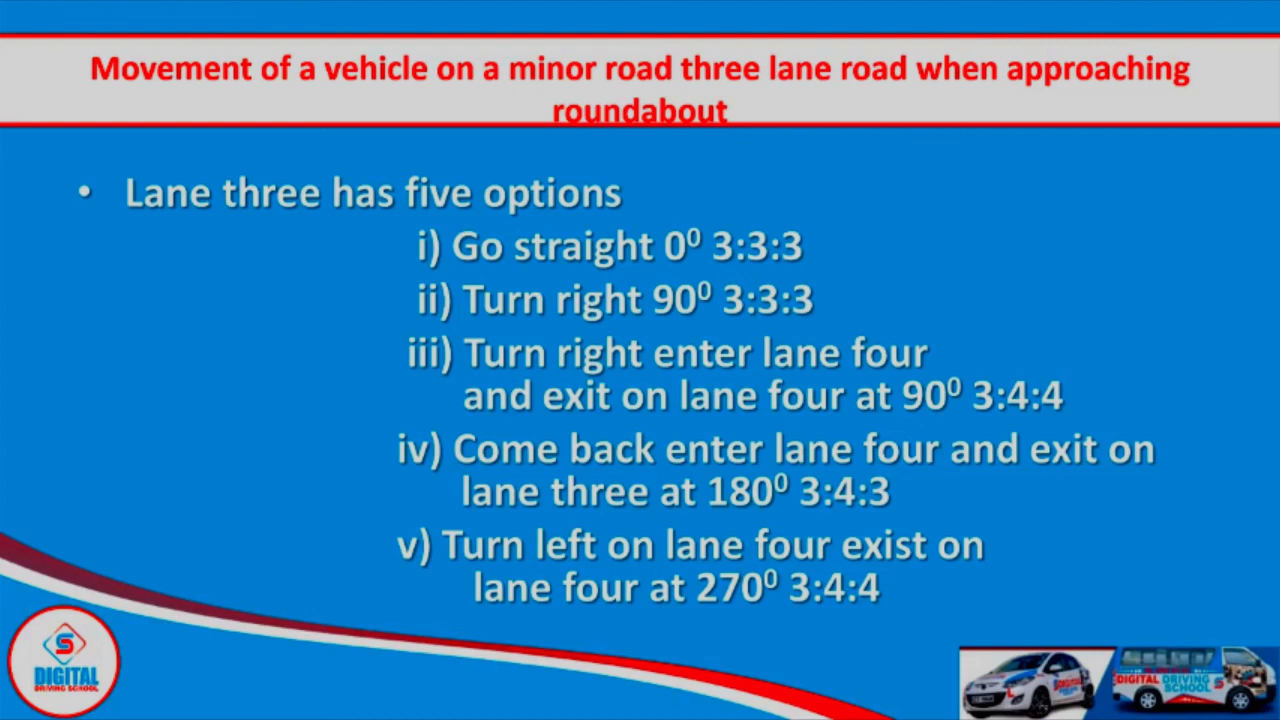 Movement of a vehicle on a minor road three lane road when approaching
roundabout
• Lane three has five options
i) Go straight 0⁰ 3:3:3
ii) Turn right 90⁰ 3:3:3
iii) Turn right enter lane four
and exit on lane four at 90⁰ 3:4:4
iv) Come back enter lane four and exit on
lane three at 180⁰ 3:4:3
v) Turn left on lane four exist on
lane four at 270⁰ 3:4:4
S
DIGITAL
DRIVING SCHOOL
DIGITAL DRIVING
SCHOOL